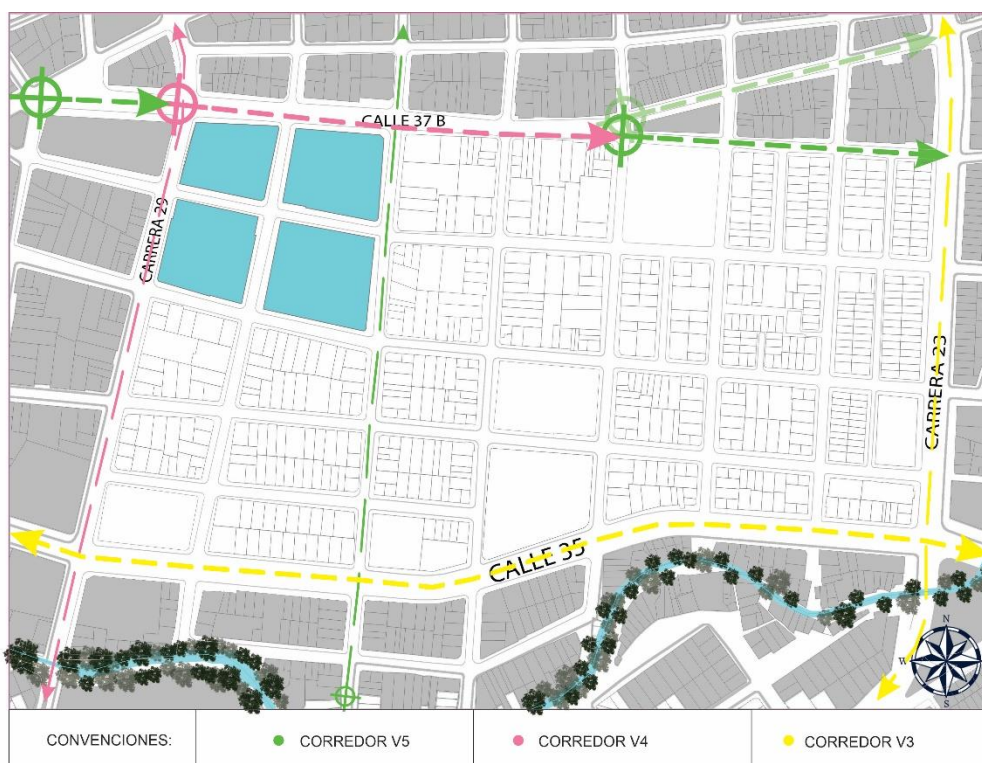 CALLE 37 B
CARRERA 29
CARRERA 23
CALLE 35
N
W
S
CONVENCIONES:
CORREDOR V5
CORREDOR V4
CORREDOR V3